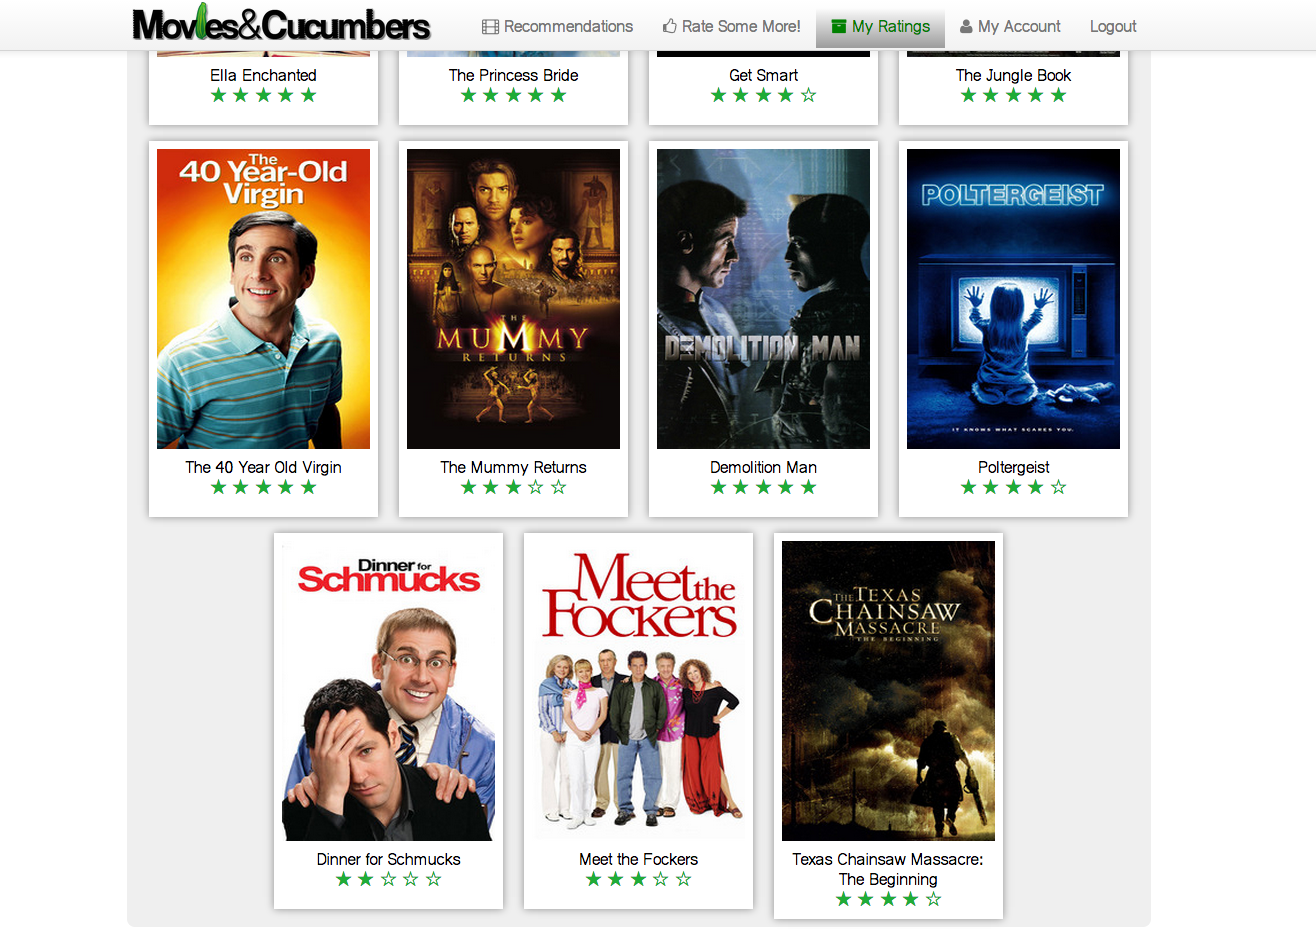 Movies&Cucumbers
Recommendations
Rate Some More!
My Ratings
My Account
Logout
Ella Enchanted
The Princess Bride
Get Smart
The Jungle Book
The
40 Year-Old
Virgin
THE
MUMMY
RETURNS
DEMOLITION MAN
POLTERGEIST
IT KNOWS WHAT SCARES YOU.
The 40 Year Old Virgin
The Mummy Returns
Demolition Man
Poltergeist
Dinner for
Schmucks
Meet the
Fockers
THE TEXAS
CHAINSAW
MASSACRE
THE BEGINNING
Dinner for Schmucks
Meet the Fockers
Texas Chainsaw Massacre:
The Beginning